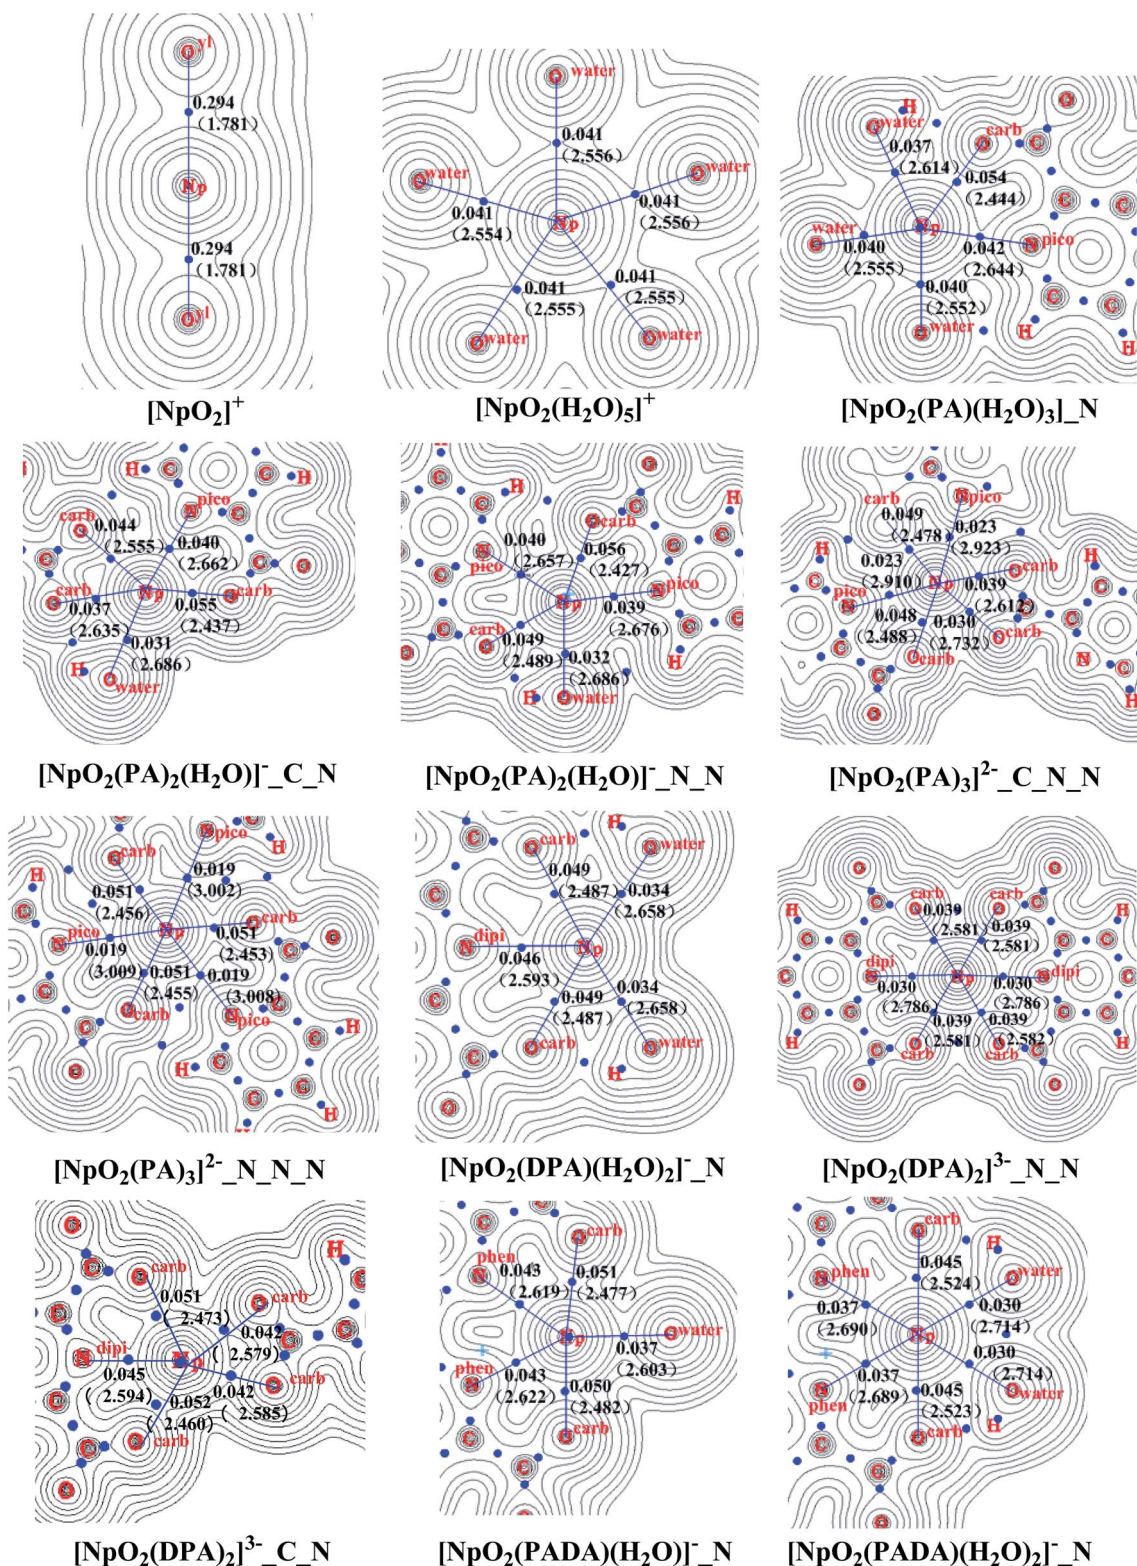 O yl
0.294
(1.781)
Np
0.294
(1.781)
O yl
[NpO2]+
O water
0.041
(2.556)
O water
O water
0.041
(2.554)
0.041
(2.556)
Np
0.041
(2.555)
0.041
(2.555)
O water
O water
[NpO2(H2O)5]+
H
O
O water
O carb
C
0.037
(2.614)
0.054
(2.444)
C
C
O water
Np
N pico
0.040
(2.555)
0.042
(2.644)
0.040
(2.552)
C
C
O water
H
H
[NpO2(PA)(H2O)3]_N
H
C
C
H
N pico
C
O carb
0.044
(2.555)
0.040
(2.662)
C
C
O
Np
O carb
O carb
0.037
(2.635)
0.055
(2.437)
0.031
(2.686)
H
O water
[NpO2(PA)2(H2O)]-_C_N
O
C
H
C
C
H
O carb
N pico
0.040
(2.657)
0.056
(2.427)
C
C
N pico
Np
0.039
(2.676)
C
C
C
O carb
0.049
(2.489)
0.032
(2.686)
O
H
H
O water
[NpO2(PA)2(H2O)]-_N_N
C
N pico
carb
0.049
(2.478)
0.023
(2.923)
H
C
0.023
(2.910)
O carb
H
C
Np
0.039
(2.612)
N pico
0.048
(2.488)
0.030
(2.732)
O carb
O carb
C
N
C
H
O
[NpO2(PA)3]2-_C_N_N
C
C
N pico
H
O carb
H
0.019
(3.002)
0.051
(2.456)
C
Np
O carb
N pico
0.051
(2.453)
O
0.019
(3.009)
C
0.051
(2.455)
0.019
(3.008)
C
O carb
N pico
C
C
H
O
H
C
C
C
H
H
[NpO2(PA)3]2-_N_N_N
H
C
O carb
O water
0.049
(2.487)
0.034
(2.658)
C
N dipi
Np
0.046
(2.593)
0.049
(2.487)
0.034
(2.658)
C
O carb
O water
H
O
[NpO2(DPA)(H2O)2]-_N
O
O
C
C
H
O carb
O carb
H
0.039
(2.581)
0.039
(2.581)
N dipi
Np
N dipi
0.030
(2.786)
0.030
(2.786)
0.039
(2.581)
0.039
(2.582)
H
O carb
O carb
H
O
O
[NpO2(DPA)2]3-_N_N
O
H
C
O carb
C
O carb
0.051
(2.473)
C
0.042
(2.579)
C
C
N dipi
Np
0.045
(2.594)
0.042
(2.585)
O carb
C
0.052
(2.460)
C
O carb
O
[NpO2(DPA)2]3-_C_N
C
O carb
N phen
0.043
(2.619)
0.051
(2.477)
Np
O water
0.037
(2.603)
0.043
(2.622)
N phen
0.050
(2.482)
O carb
C
[NpO2(PADA)(H2O)]-_N
C
O carb
H
N phen
0.045
(2.524)
O water
0.037
(2.690)
0.030
(2.714)
Np
0.030
(2.714)
0.037
(2.689)
0.045
(2.523)
N phen
O water
H
C
O carb
C
O
[NpO2(PADA)(H2O)2]-_N